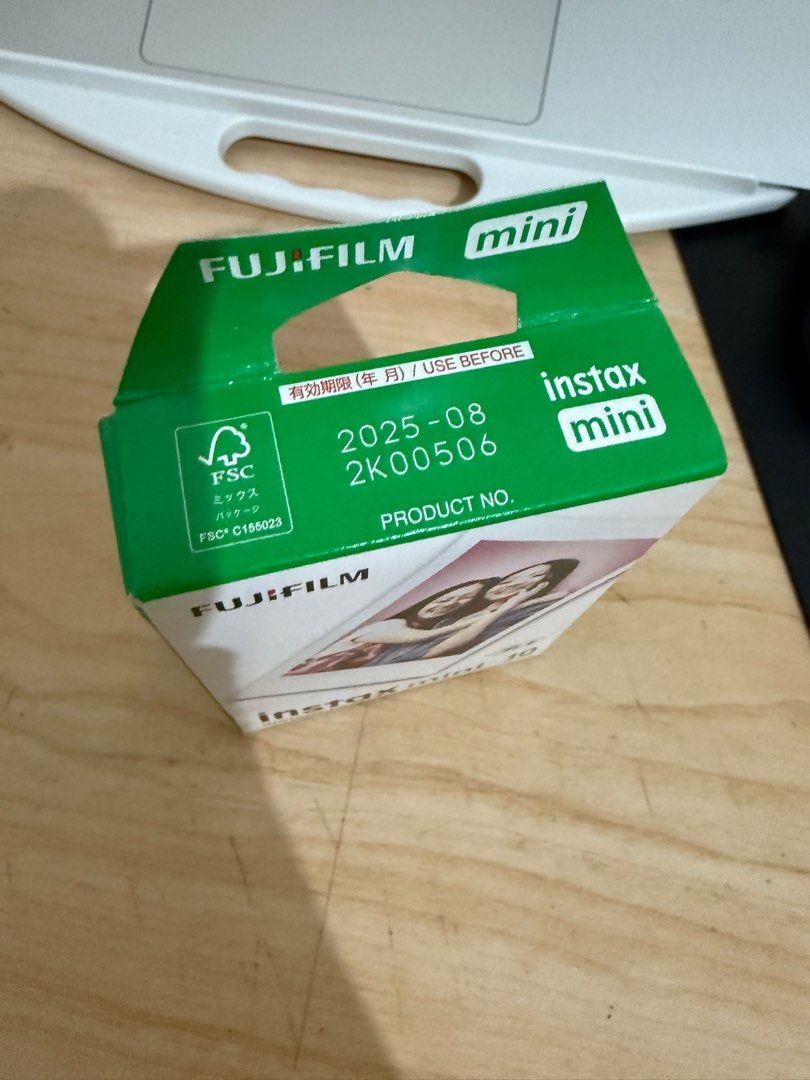 FUJIFILM mini
有効期限(年 月) / USE BEFORE
2025-08
2K00506
PRODUCT NO.
instax
mini
FSC
ミックス
パッケージ
FSC® C155023
FUJIFILM
instax mini 10